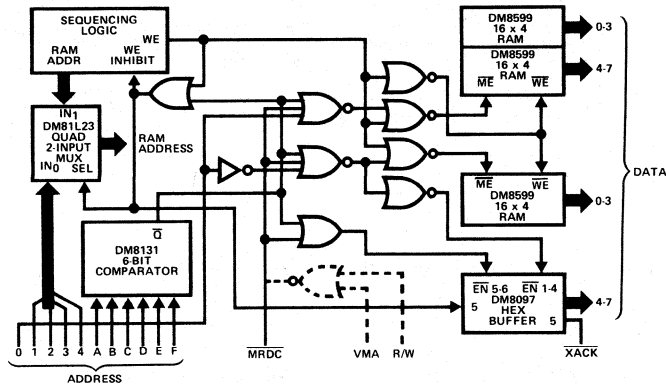 SEQUENCING
LOGIC
WE
RAM
ADDR
WE
INHIBIT
DM8599
16 x 4
RAM
0-3
DM8599
16 x 4
RAM
4-7
ME
WE
IN1
DM81L23
QUAD
2-INPUT
MUX
IN0
SEL
RAM
ADDRESS
ME
WE
DM8599
16 x 4
RAM
0-3
DATA
Q
DM8131
6-BIT
COMPARATOR
EN 5-6
EN 1-4
DM8097
HEX
BUFFER
5
5
4-7
0
1
2
3
4
A
B
C
D
E
F
MRDC
VMA
R/W
XACK
ADDRESS